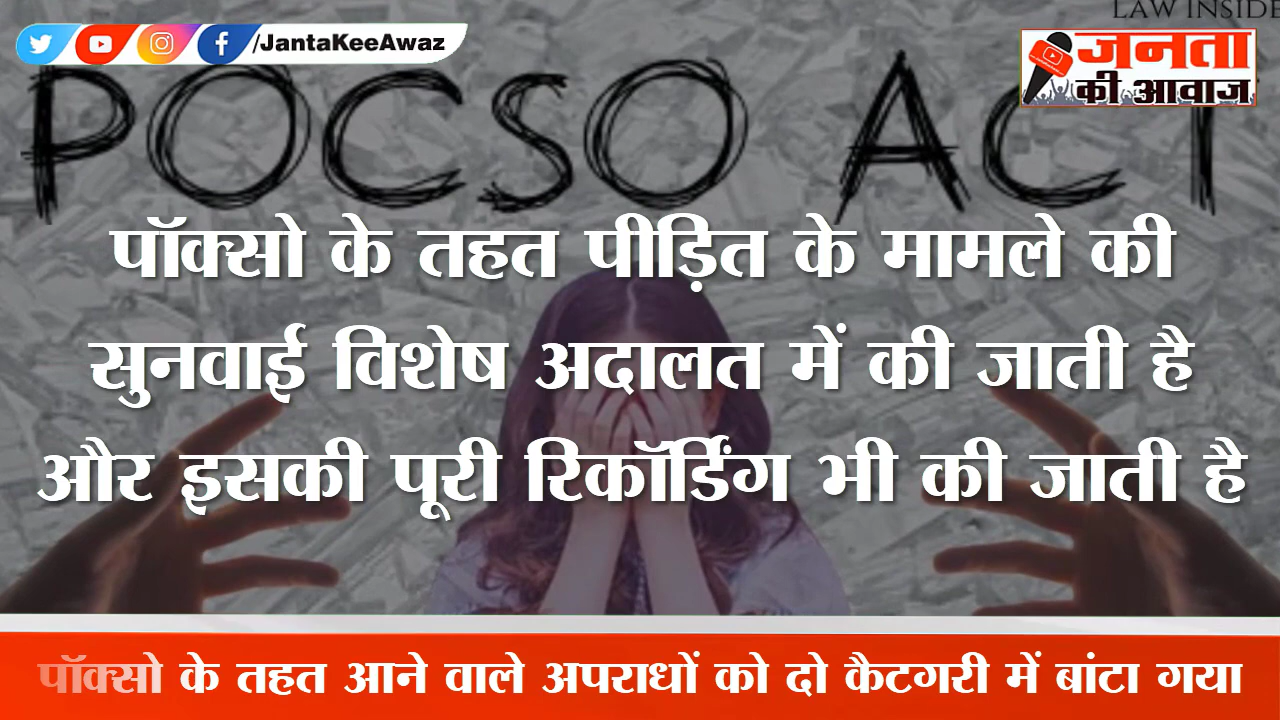 LAW INSIDE
/JantaKeeAwaz
जनता
की आवाज
POCSO ACT
पॉक्सो के तहत पीड़ित के मामले की
सुनवाई विशेष अदालत में की जाती है
और इसकी पूरी रिकॉर्डिंग भी की जाती है
पॉक्सो के तहत आने वाले अपराधों को दो कैटगरी में बांटा गया